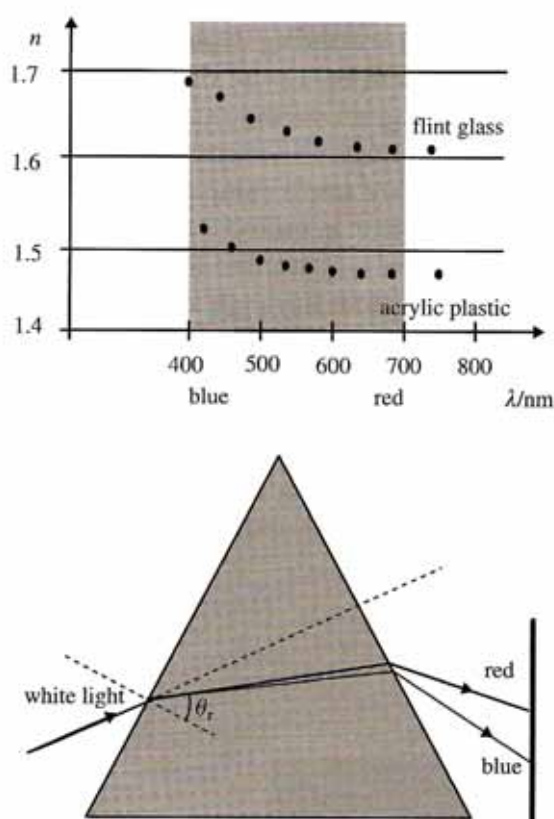 n
1.7
flint glass
1.6
1.5
acrylic plastic
1.4
400 500 600 700 800
blue red λ/nm
white light
θr
red
blue